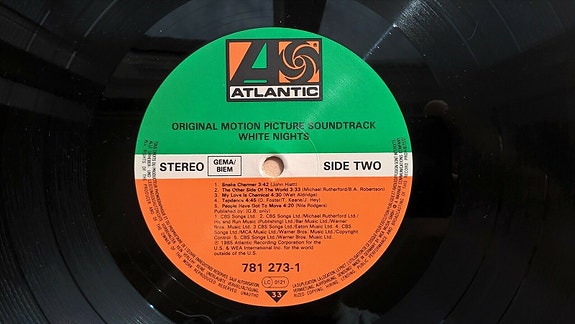 ATLANTIC
ORIGINAL MOTION PICTURE SOUNDTRACK
WHITE NIGHTS
STEREO
GEMA/
BIEM
SIDE TWO
1. Snake Charmer 3:42 (John Hiatt)
2. The Other Side Of The World 3:33 (Michael Rutherford/B.A. Robertson)
3. My Love Is Chemical 4:30 (Walt Aldridge)
4. Tapdance 4:45 (D. Foster/T. Keane/J. Hey)
5. People Have Got To Move 4:20 (Nile Rodgers)
Published by: (G.B. only)
1. CBS Songs Ltd. 2. CBS Songs Ltd./Michael Rutherford Ltd./
Hit and Run Music (Publishing) Ltd./Bar Music/Warner
Bros. Music Ltd. 3. CBS Songs Ltd./Eaton Music Ltd. 4. CBS
Songs Ltd./MCA Music Ltd./Warner Bros. Music/Copyright
Control 5. CBS Songs Ltd./Warner Bros. Music Ltd.
℗ 1985 Atlantic Recording Corporation for the
U.S. & WEA International Inc. for the world
outside of the U.S.
781 273-1
LC 0121
33